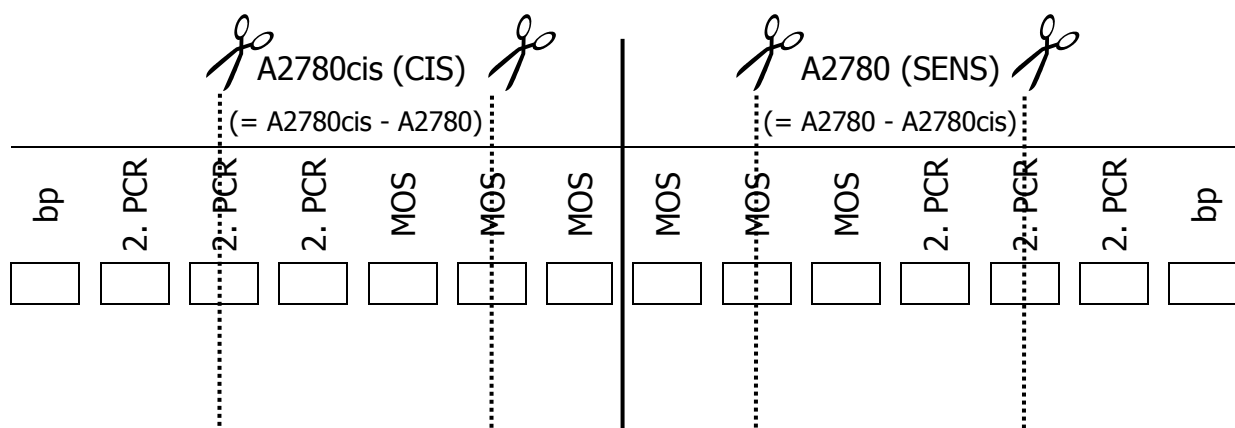 A2780cis (CIS)
(= A2780cis - A2780)
A2780 (SENS)
(= A2780 - A2780cis)
bp
2. PCR
2. PCR
2. PCR
MOS
MOS
MOS
MOS
MOS
MOS
2. PCR
2. PCR
2. PCR
bp